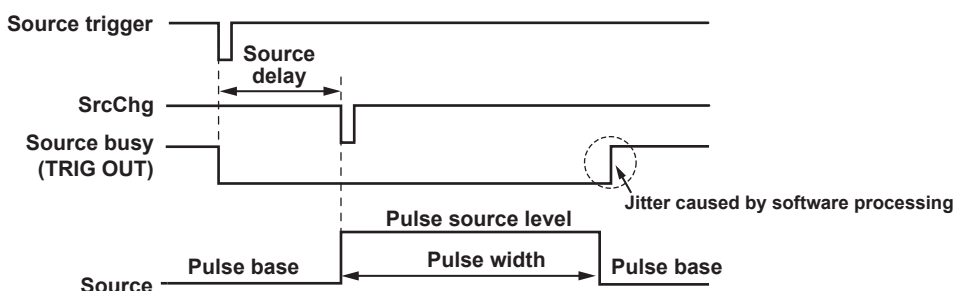 Source trigger
Source
delay
SrcChg
Source busy
(TRIG OUT)
Jitter caused by software processing
Pulse source level
Pulse base
Pulse width
Pulse base
Source